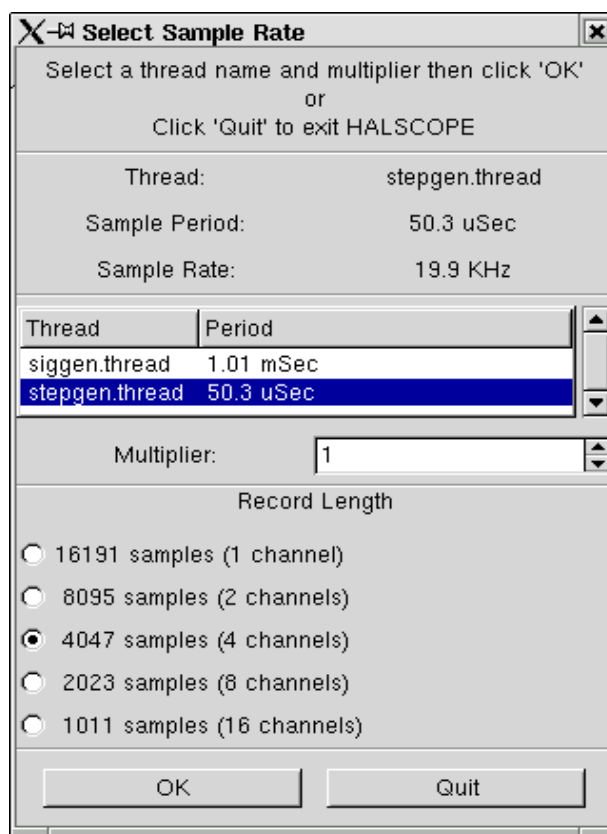 Select Sample Rate
Select a thread name and multiplier then click 'OK'
or
Click 'Quit' to exit HALSCOPE
Thread: stepgen.thread
Sample Period: 50.3 uSec
Sample Rate: 19.9 KHz
Thread Period
siggen.thread 1.01 mSec
stepgen.thread 50.3 uSec
Multiplier: 1
Record Length
16191 samples (1 channel)
8095 samples (2 channels)
4047 samples (4 channels)
2023 samples (8 channels)
1011 samples (16 channels)
OK Quit